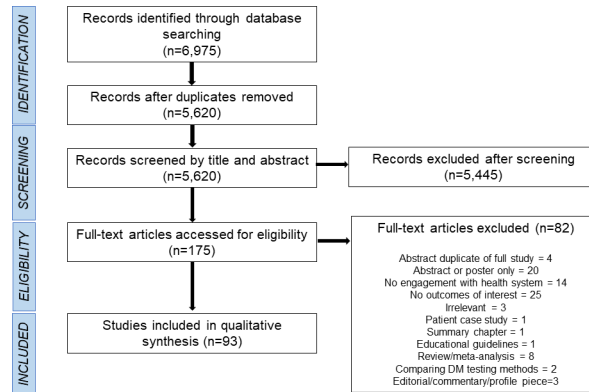 IDENTIFICATION
Records identified through database
searching
(n=6,975)
Records after duplicates removed
(n=5,620)
SCREENING
Records screened by title and abstract
(n=5,620)
Records excluded after screening
(n=5,445)
ELIGIBILITY
Full-text articles accessed for eligibility
(n=175)
Full-text articles excluded (n=82)
Abstract duplicate of full study = 4
Abstract or poster only = 20
No engagement with health system = 14
No outcomes of interest = 25
Irrelevant = 3
Patient case study = 1
Summary chapter = 1
Educational guidelines = 1
Review/meta-analysis = 8
Comparing DM testing methods = 2
Editorial/commentary/profile piece=3
INCLUDED
Studies included in qualitative
synthesis (n=93)